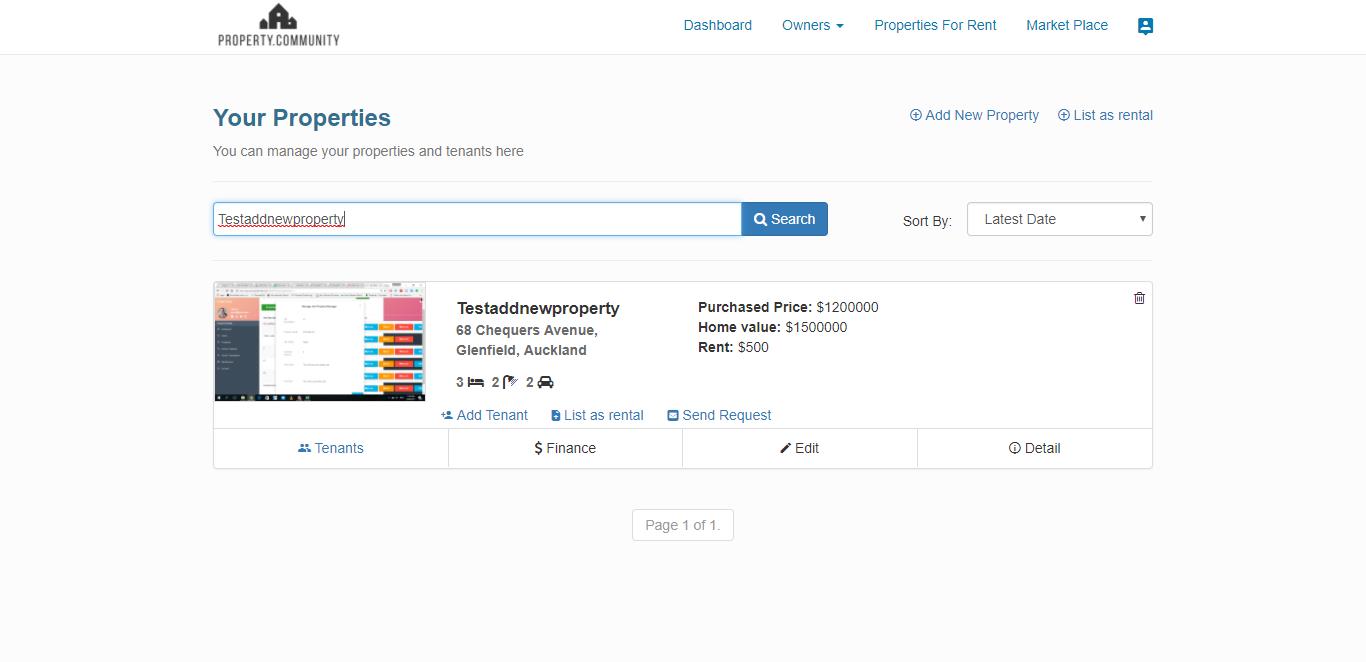 PROPERTY.COMMUNITY
Dashboard Owners Properties For Rent Market Place
Your Properties
Add New Property List as rental
You can manage your properties and tenants here
Testaddnewproperty
Search
Sort By: Latest Date
Testaddnewproperty
68 Chequers Avenue,
Glenfield, Auckland
3 2 2
Purchased Price: $1200000
Home value: $1500000
Rent: $500
Add Tenant List as rental Send Request
Tenants $ Finance Edit Detail
Page 1 of 1.